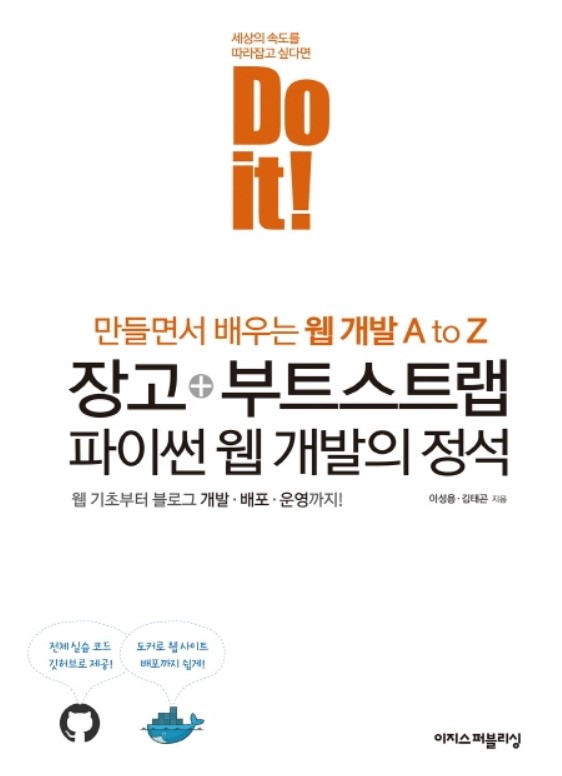 세상의 속도를
따라잡고 싶다면
Do
it!
만들면서 배우는 웹 개발 A to Z
장고+부트스트랩
파이썬 웹 개발의 정석
웹 기초부터 블로그 개발·배포·운영까지!
이성용·김태곤 지음
전체 실습 코드
깃허브로 제공!
도커로 웹 사이트
배포까지 쉽게!
이지스 퍼블리싱